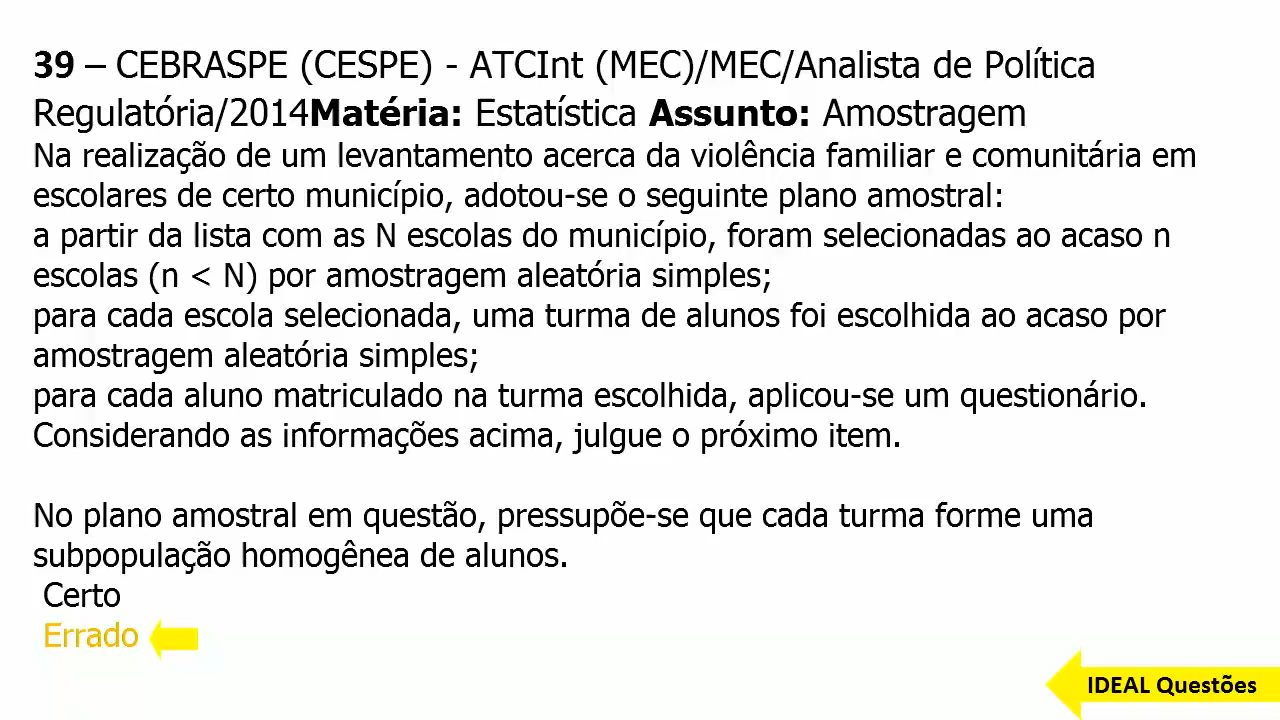 39 – CEBRASPE (CESPE) - ATCInt (MEC)/MEC/Analista de Política
Regulatória/2014Matéria: Estatística Assunto: Amostragem
Na realização de um levantamento acerca da violência familiar e comunitária em
escolares de certo município, adotou-se o seguinte plano amostral:
a partir da lista com as N escolas do município, foram selecionadas ao acaso n
escolas (n < N) por amostragem aleatória simples;
para cada escola selecionada, uma turma de alunos foi escolhida ao acaso por
amostragem aleatória simples;
para cada aluno matriculado na turma escolhida, aplicou-se um questionário.
Considerando as informações acima, julgue o próximo item.
No plano amostral em questão, pressupõe-se que cada turma forme uma
subpopulação homogênea de alunos.
Certo
Errado
IDEAL Questões